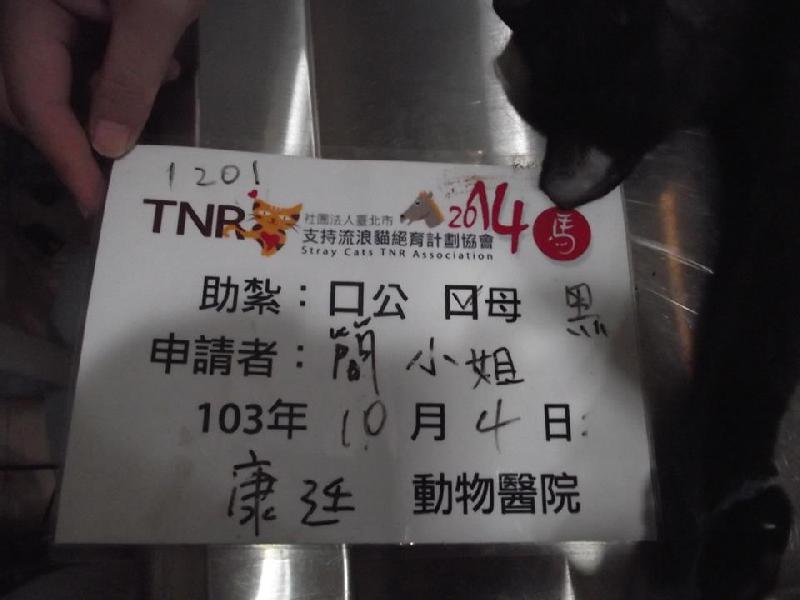 1201
TNR 社團法人臺北市 2014 馬
支持流浪貓絕育計劃協會
Stray Cats TNR Association
助紮：口公 ☑母 黑
申請者：簡小姐
103年 10 月 4 日
康廷 動物醫院